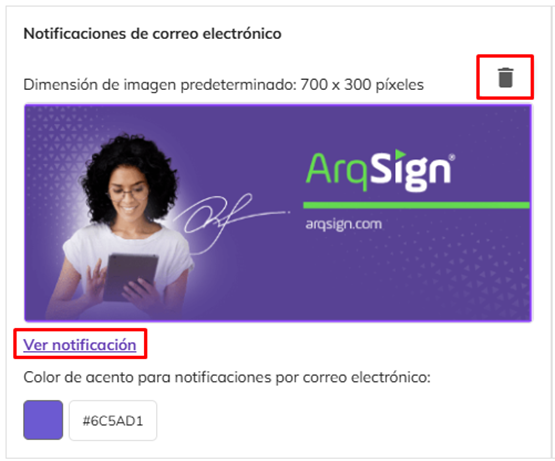 Notificaciones de correo electrónico
Dimensión de imagen predeterminado: 700 x 300 píxeles
ArqSign®
arqsign.com
Ver notificación
Color de acento para notificaciones por correo electrónico:
#6C5AD1